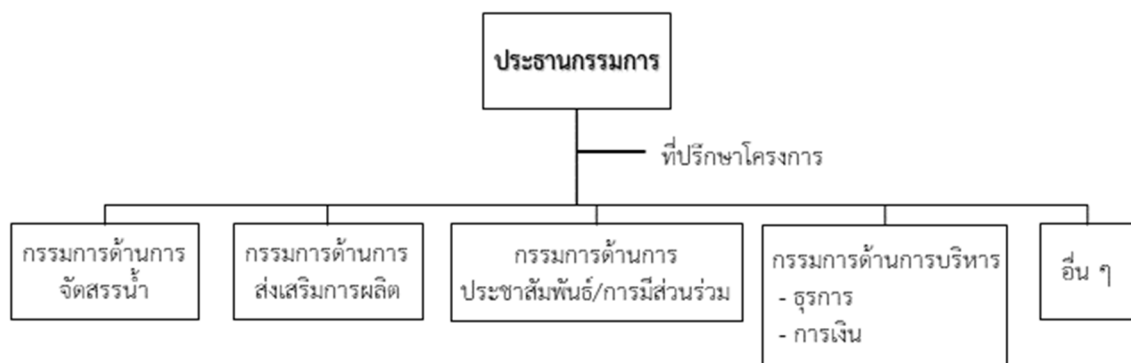 ประธานกรรมการ
ที่ปรึกษาโครงการ
กรรมการด้านการ
จัดสรรน้ำ
กรรมการด้านการ
ส่งเสริมการผลิต
กรรมการด้านการ
ประชาสัมพันธ์/การมีส่วนร่วม
กรรมการด้านการบริหาร
- ธุรการ
- การเงิน
อื่น ๆ